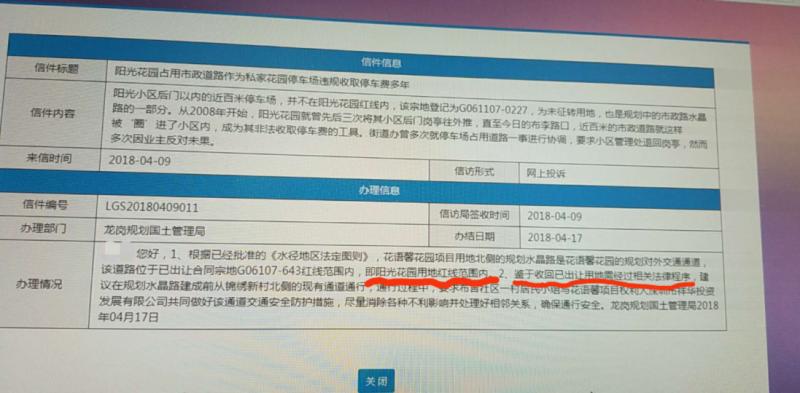 信件信息
信件标题 阳光花园占用市政道路作为私家花园停车场违规收取停车费多年
阳光小区后门以内的近百米停车场，并不在阳光花园红线内，该宗地登记为G061107-0227，为未征转用地，也是规划中的市政路水晶
信件内容 路的一部分。从2008年开始，阳光花园就曾先后三次将其小区后门岗亭往外推，直至今日的布李路口，近百米的市政道路就这样
被“圈”进了小区内，成为其非法收取停车费的工具。街道办曾多次就停车场占用道路一事进行协调，要求小区管理处退回岗亭，然而
多次因业主反对未果。
来信时间 2018-04-09 信访形式 网上投诉
办理信息
信件编号 LGS20180409011 信访局签收时间 2018-04-09
办理部门 龙岗规划国土管理局 办结日期 2018-04-17
您好，1、根据已经批准的《水径地区法定图则》，花语馨花园项目用地北侧的规划水晶路是花语馨花园的规划对外交通通道，
该道路位于已出让合同宗地G06107-643红线范围内，即阳光花园用地红线范围内。2、鉴于收回已出让用地需经过相关法律程序，建
办理情况 议在规划水晶路建成前从锦绣新村北侧的现有通道通行，通行过程中，要求布吉社区一村居民小组与花语馨项目权利人深圳市祥华投资
发展有限公司共同做好该通道交通安全防护措施，尽量消除各种不利影响并处理好相邻关系，确保通行安全。龙岗规划国土管理局2018
年04月17日
关闭